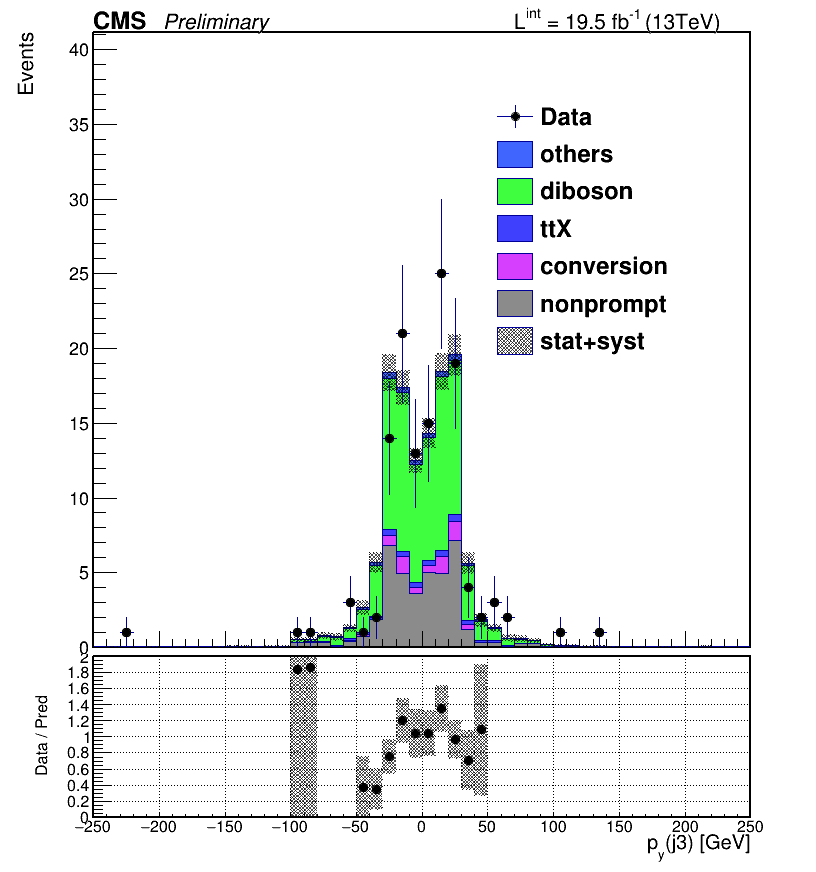 CMS Preliminary L^int = 19.5 fb^-1 (13TeV)
Events
40
35
30
25
20
15
10
5
0
Data
others
diboson
ttX
conversion
nonprompt
stat+syst
Data / Pred
2
1.8
1.6
1.4
1.2
1
0.8
0.6
0.4
0.2
0
−250 −200 −150 −100 −50 0 50 100 150 200 250
p_y(j3) [GeV]